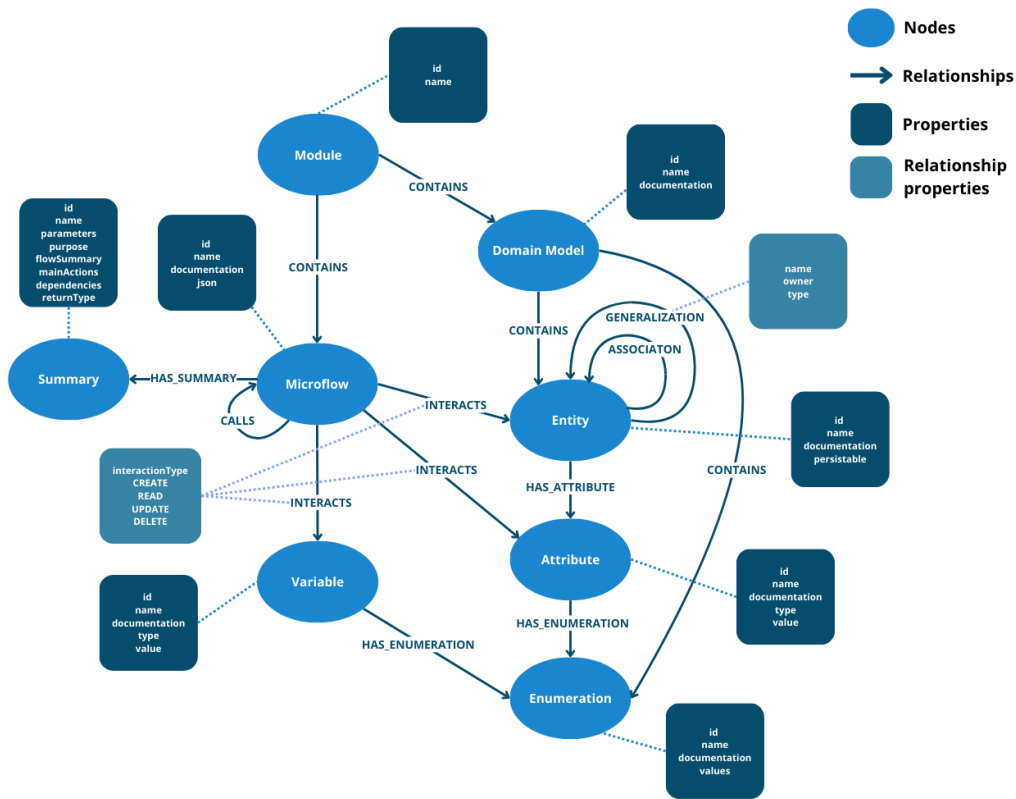 Nodes
Relationships
Properties
Relationship
properties
id
name
Module
CONTAINS
id
name
documentation
Domain Model
id
name
parameters
purpose
flowSummary
mainActions
dependencies
returnType
id
name
documentation
json
CONTAINS
name
owner
type
CONTAINS
GENERALIZATION
ASSOCIATON
Summary
HAS_SUMMARY
Microflow
CALLS
INTERACTS
Entity
id
name
documentation
persistable
CONTAINS
interactionType
CREATE
READ
UPDATE
DELETE
INTERACTS
INTERACTS
HAS_ATTRIBUTE
Attribute
Variable
id
name
documentation
type
value
id
name
documentation
type
value
HAS_ENUMERATION
HAS_ENUMERATION
Enumeration
id
name
documentation
values